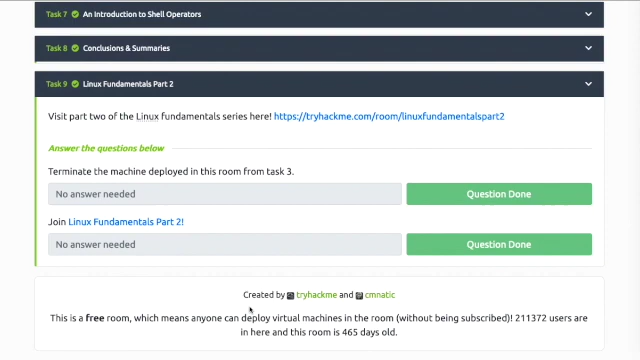 Task 7 An Introduction to Shell Operators
Task 8 Conclusions & Summaries
Task 9 Linux Fundamentals Part 2
Visit part two of the Linux fundamentals series here! https://tryhackme.com/room/linuxfundamentalspart2
Answer the questions below
Terminate the machine deployed in this room from task 3.
No answer needed Question Done
Join Linux Fundamentals Part 2!
No answer needed Question Done
Created by tryhackme and cmnatic
This is a free room, which means anyone can deploy virtual machines in the room (without being subscribed)! 211372 users are
in here and this room is 465 days old.